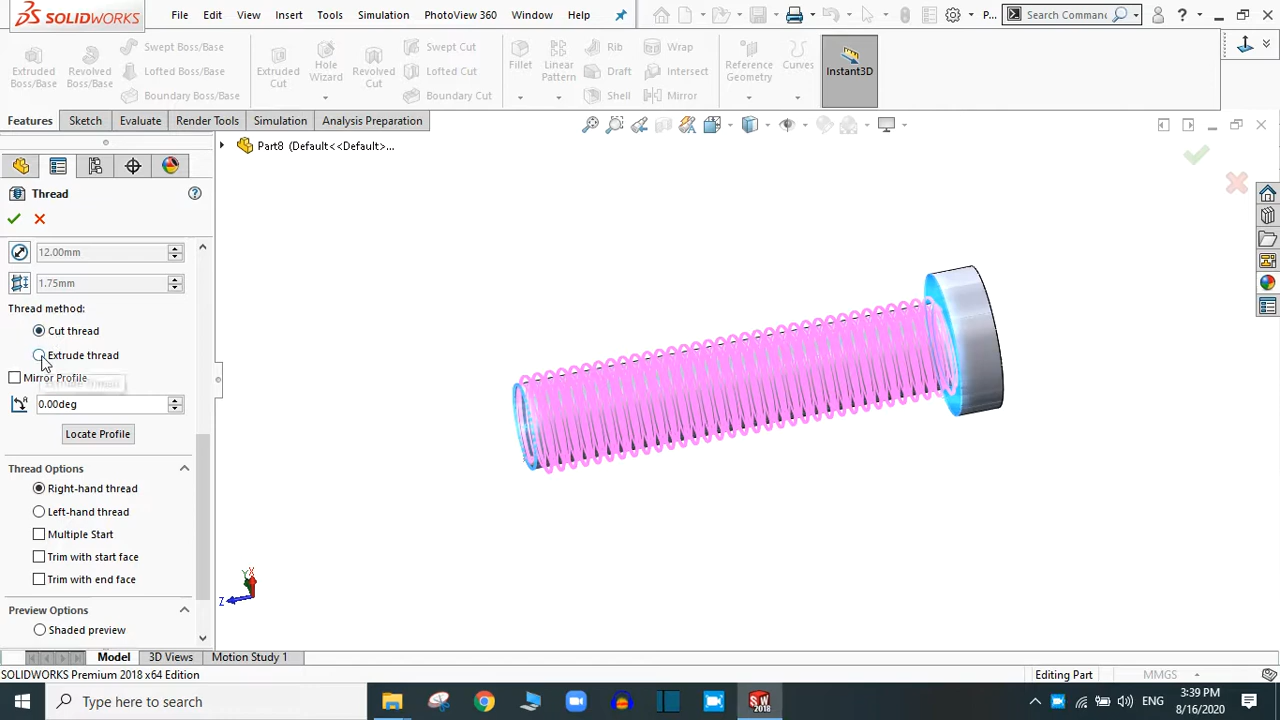 SOLIDWORKS File Edit View Insert Tools Simulation PhotoView 360 Window Help P... Search Comman
Extruded Boss/Base
Revolved Boss/Base
Swept Boss/Base
Lofted Boss/Base
Boundary Boss/Base
Extruded Cut
Hole Wizard
Revolved Cut
Swept Cut
Lofted Cut
Boundary Cut
Fillet
Linear Pattern
Rib
Draft
Shell
Wrap
Intersect
Mirror
Reference Geometry
Curves
Instant3D
Features Sketch Evaluate Render Tools Simulation Analysis Preparation
Part8 (Default<<Default>...
Thread
12.00mm
1.75mm
Thread method:
Cut thread
Extrude thread
Mirror Profile
0.00deg
Locate Profile
Thread Options
Right-hand thread
Left-hand thread
Multiple Start
Trim with start face
Trim with end face
Preview Options
Shaded preview
Y X
Z
Model 3D Views Motion Study 1
SOLIDWORKS Premium 2018 x64 Edition Editing Part MMGS
Type here to search
ENG
3:39 PM
8/16/2020